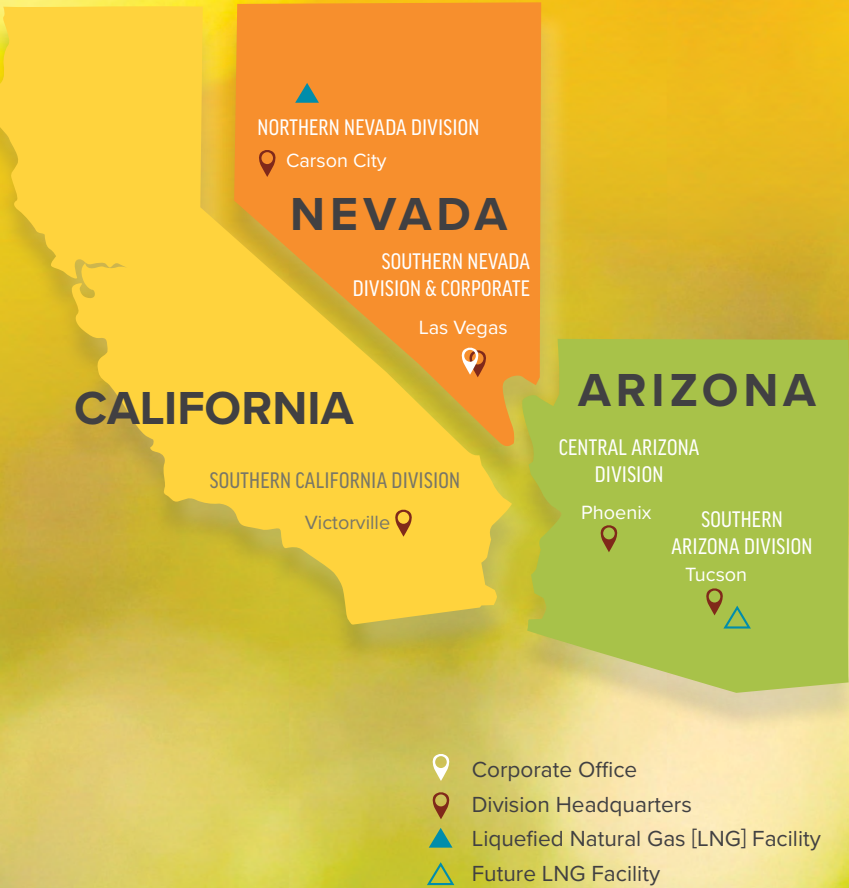 NORTHERN NEVADA DIVISION
Carson City
NEVADA
SOUTHERN NEVADA
DIVISION & CORPORATE
Las Vegas
CALIFORNIA
SOUTHERN CALIFORNIA DIVISION
Victorville
ARIZONA
CENTRAL ARIZONA
DIVISION
Phoenix
SOUTHERN
ARIZONA DIVISION
Tucson
Corporate Office
Division Headquarters
Liquefied Natural Gas [LNG] Facility
Future LNG Facility